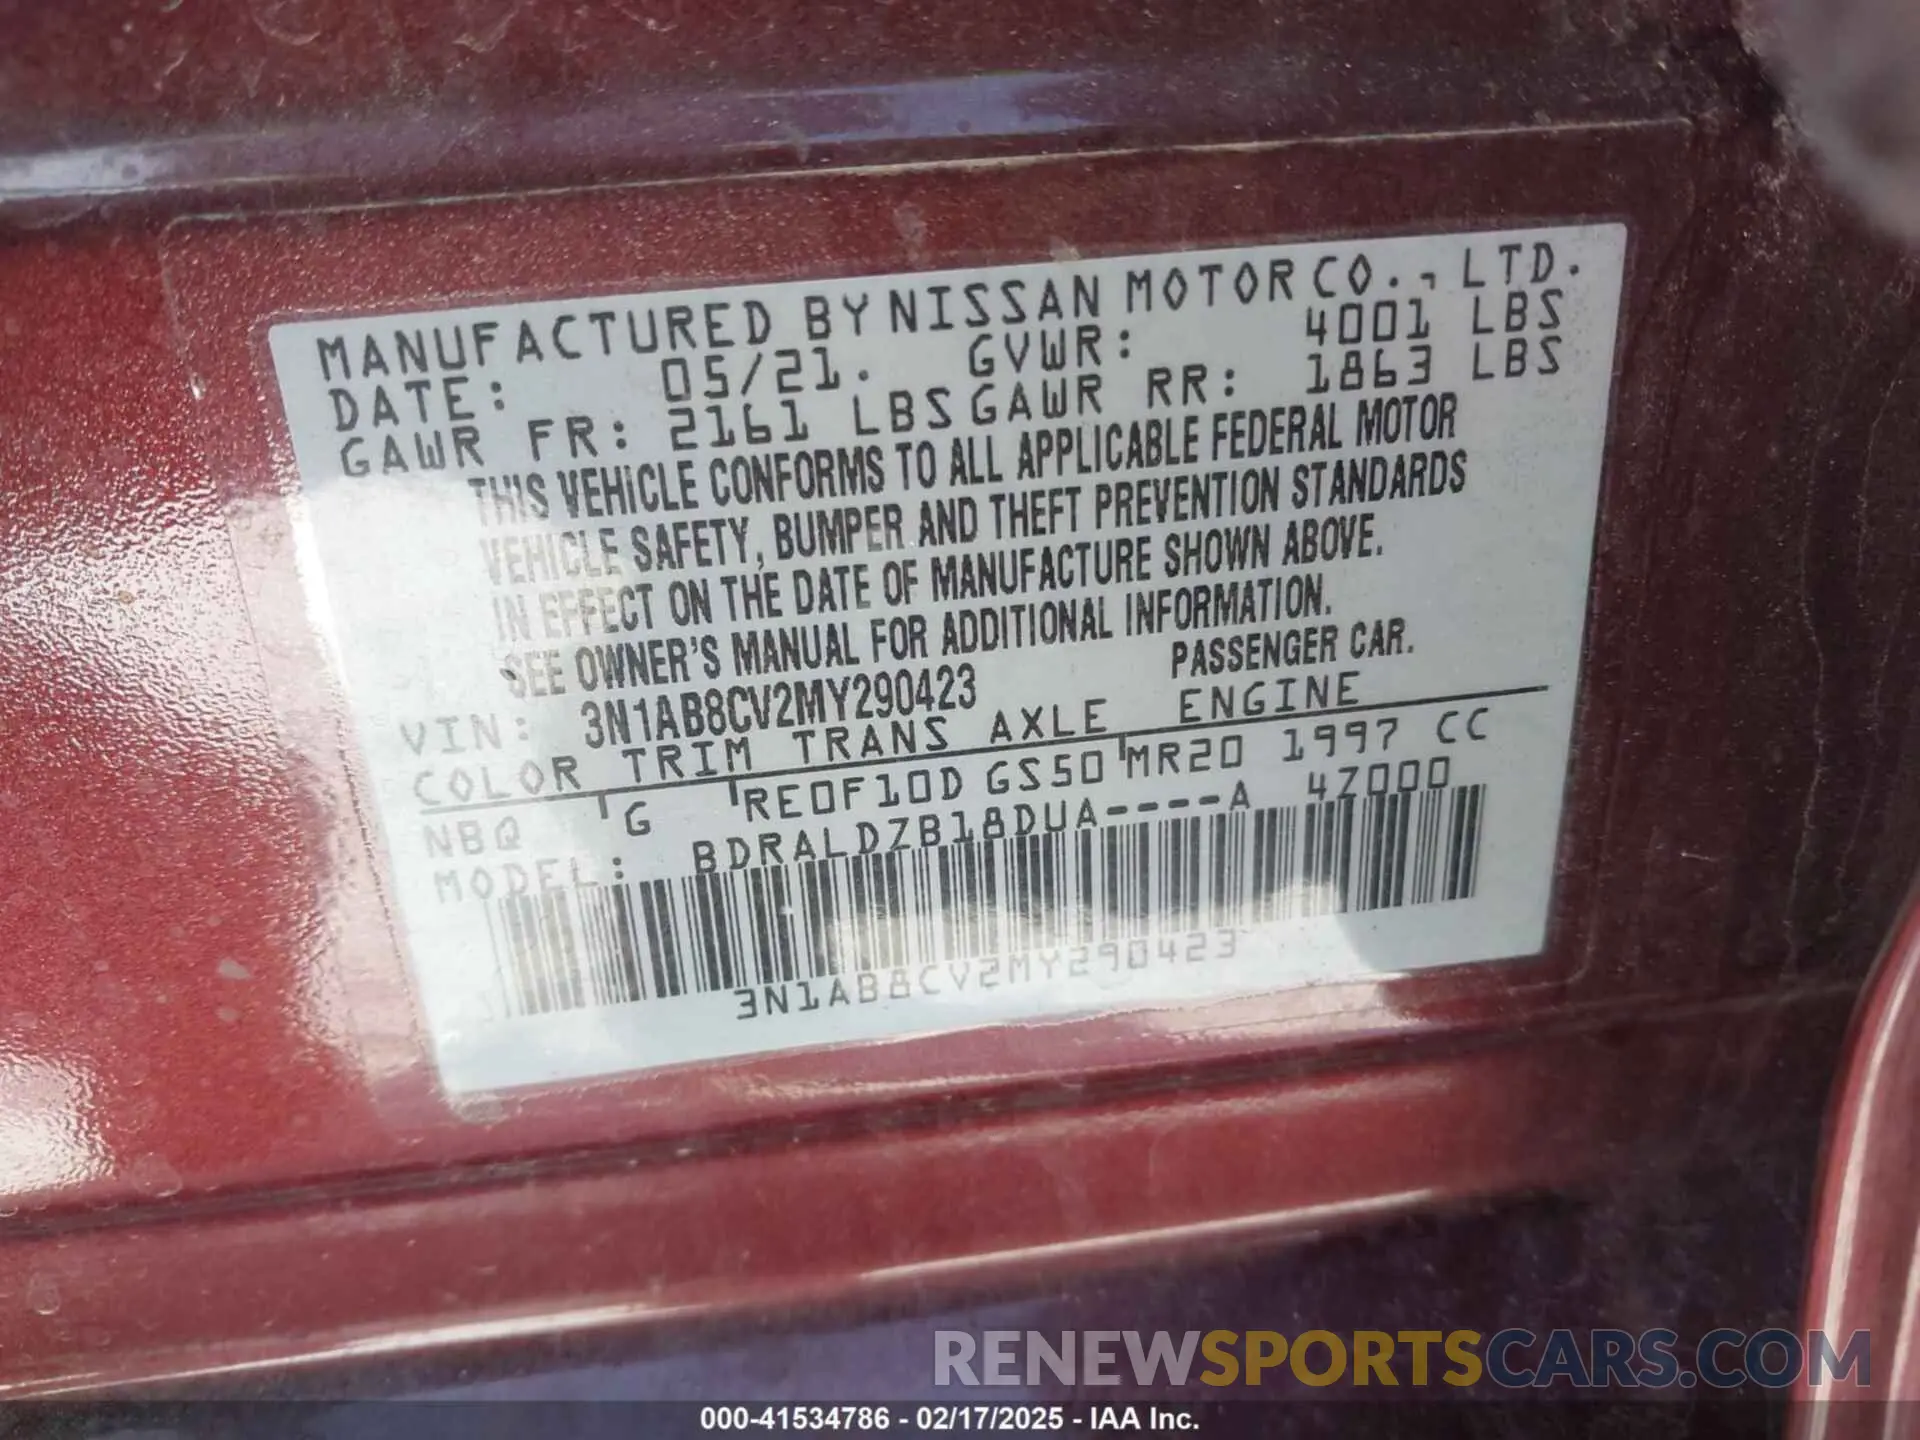 MANUFACTURED BY NISSAN MOTOR CO., LTD.
DATE: 05/21. GVWR: 4001 LBS
GAWR FR: 2161 LBS GAWR RR: 1863 LBS
THIS VEHICLE CONFORMS TO ALL APPLICABLE FEDERAL MOTOR
VEHICLE SAFETY, BUMPER AND THEFT PREVENTION STANDARDS
IN EFFECT ON THE DATE OF MANUFACTURE SHOWN ABOVE.
SEE OWNER'S MANUAL FOR ADDITIONAL INFORMATION.
VIN: 3N1AB8CV2MY290423 PASSENGER CAR.
COLOR TRIM TRANS AXLE ENGINE
NBQ G RE0F10D GS50 MR20 1997 CC
MODEL: BDRALDZB18DUA----A 4Z000
3N1AB8CV2MY290423
RENEWSPORTSCARS.COM
000-41534786 - 02/17/2025 - IAA Inc.